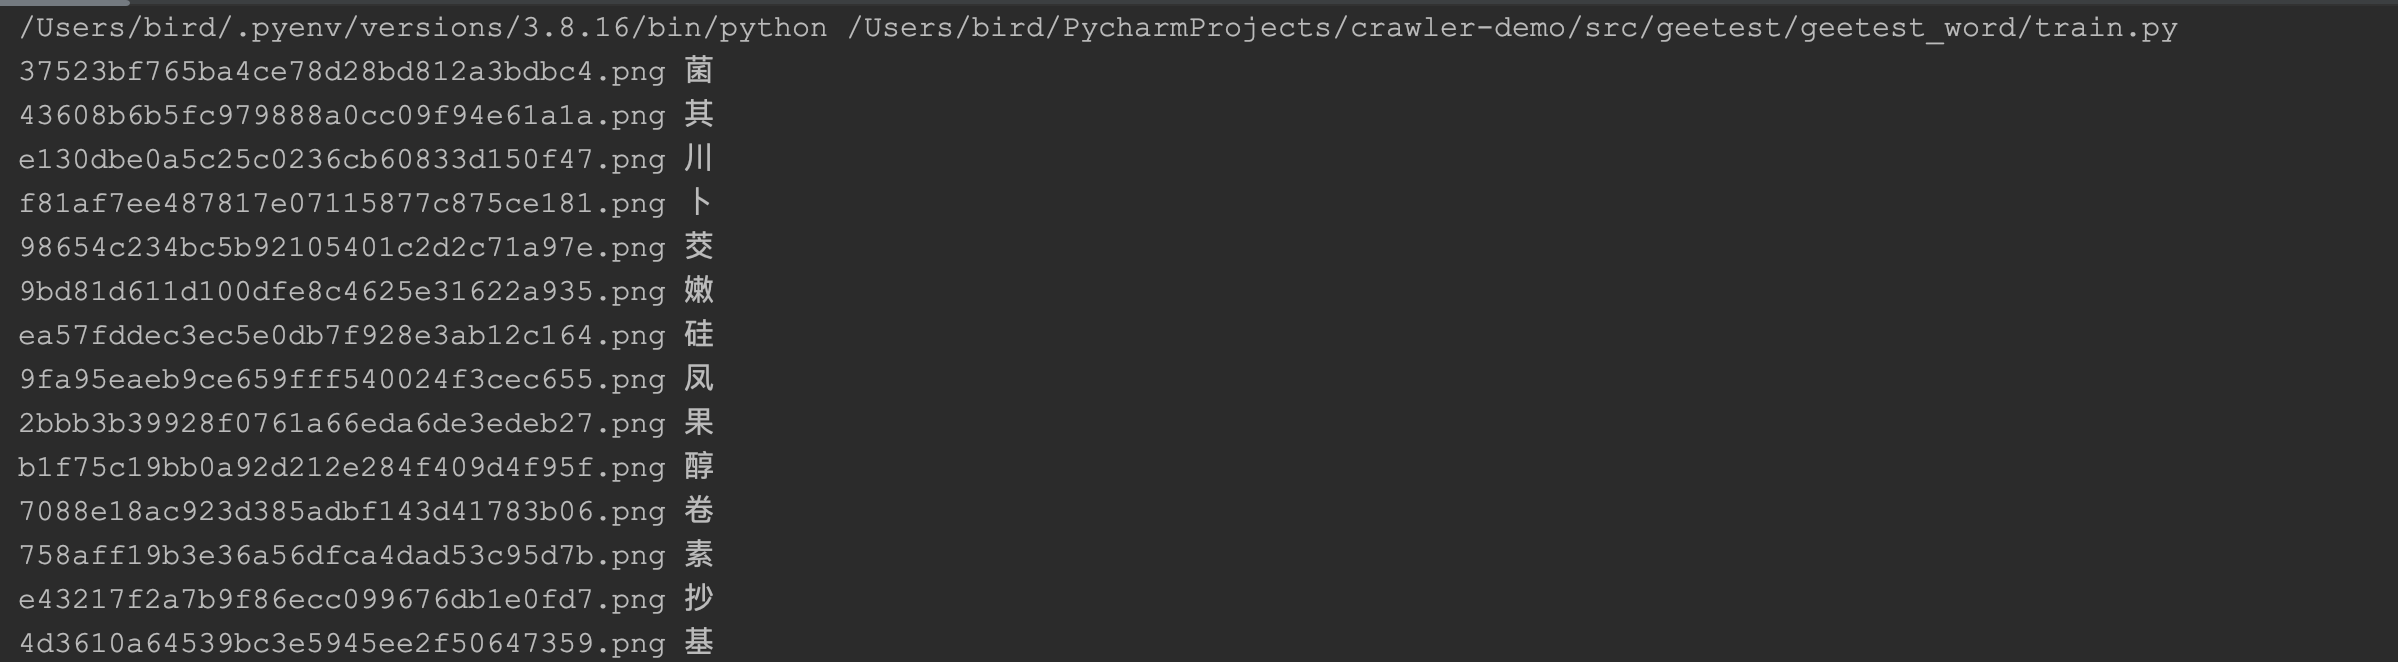 /Users/bird/.pyenv/versions/3.8.16/bin/python /Users/bird/PycharmProjects/crawler-demo/src/geetest/geetest_word/train.py
37523bf765ba4ce78d28bd812a3bdbc4.png 菌
43608b6b5fc979888a0cc09f94e61a1a.png 其
e130dbe0a5c25c0236cb60833d150f47.png 川
f81af7ee487817e07115877c875ce181.png 卜
98654c234bc5b92105401c2d2c71a97e.png 茭
9bd81d611d100dfe8c4625e31622a935.png 嫩
ea57fddec3ec5e0db7f928e3ab12c164.png 硅
9fa95eaeb9ce659fff540024f3cec655.png 凤
2bbb3b39928f0761a66eda6de3edeb27.png 果
b1f75c19bb0a92d212e284f409d4f95f.png 醇
7088e18ac923d385adbf143d41783b06.png 卷
758aff19b3e36a56dfca4dad53c95d7b.png 素
e43217f2a7b9f86ecc099676db1e0fd7.png 抄
4d3610a64539bc3e5945ee2f50647359.png 基